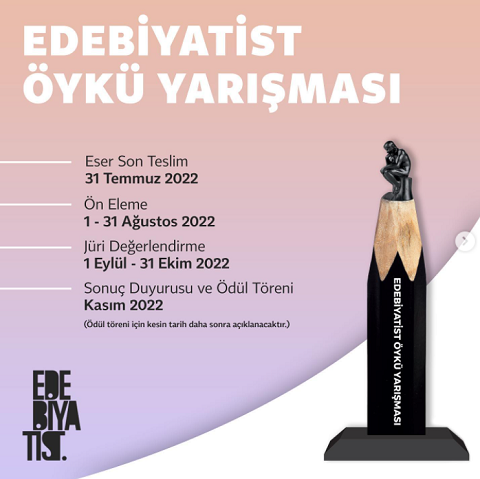 EDEBİYATİST
ÖYKÜ YARIŞMASI
Eser Son Teslim
31 Temmuz 2022
Ön Eleme
1 - 31 Ağustos 2022
Jüri Değerlendirme
1 Eylül - 31 Ekim 2022
Sonuç Duyurusu ve Ödül Töreni
Kasım 2022
(Ödül töreni için kesin tarih daha sonra açıklanacaktır.)
EDEBİYATİST ÖYKÜ YARIŞMASI
EDE
BİYA
TİST.